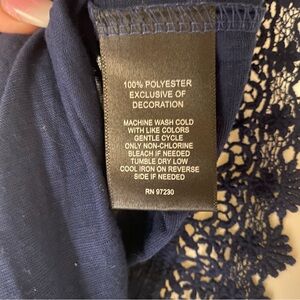 100% POLYESTER
EXCLUSIVE OF
DECORATION
MACHINE WASH COLD
WITH LIKE COLORS
GENTLE CYCLE
ONLY NON-CHLORINE
BLEACH IF NEEDED
TUMBLE DRY LOW
COOL IRON ON REVERSE
SIDE IF NEEDED
RN 97230